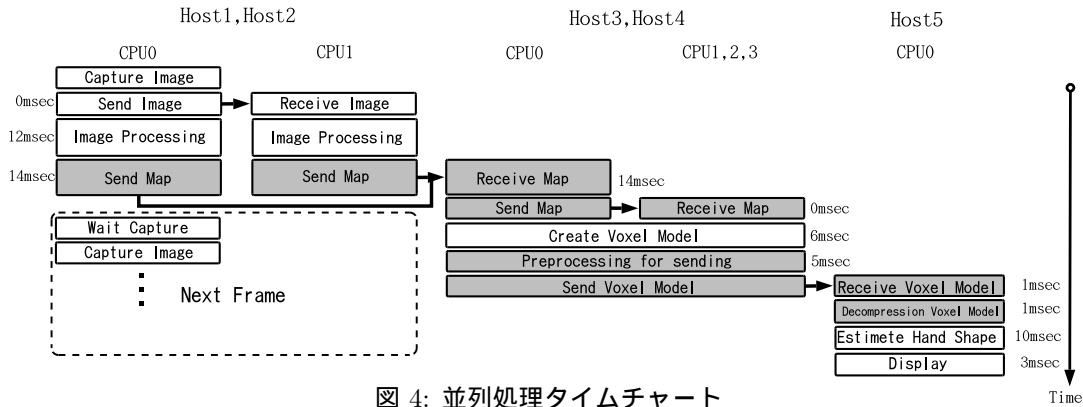 Host1,Host2
Host3,Host4
Host5
CPU0
CPU1
CPU0
CPU1,2,3
CPU0
Capture Image
0msec
Send Image
Receive Image
12msec
Image Processing
Image Processing
14msec
Send Map
Send Map
Receive Map
14msec
Send Map
Receive Map
0msec
Wait Capture
Create Voxel Model
6msec
Capture Image
Preprocessing for sending
5msec
Next Frame
Send Voxel Model
Receive Voxel Model
1msec
Decompression Voxel Model
1msec
Estimete Hand Shape
10msec
Display
3msec
Time
図 4: 並列処理タイムチャート